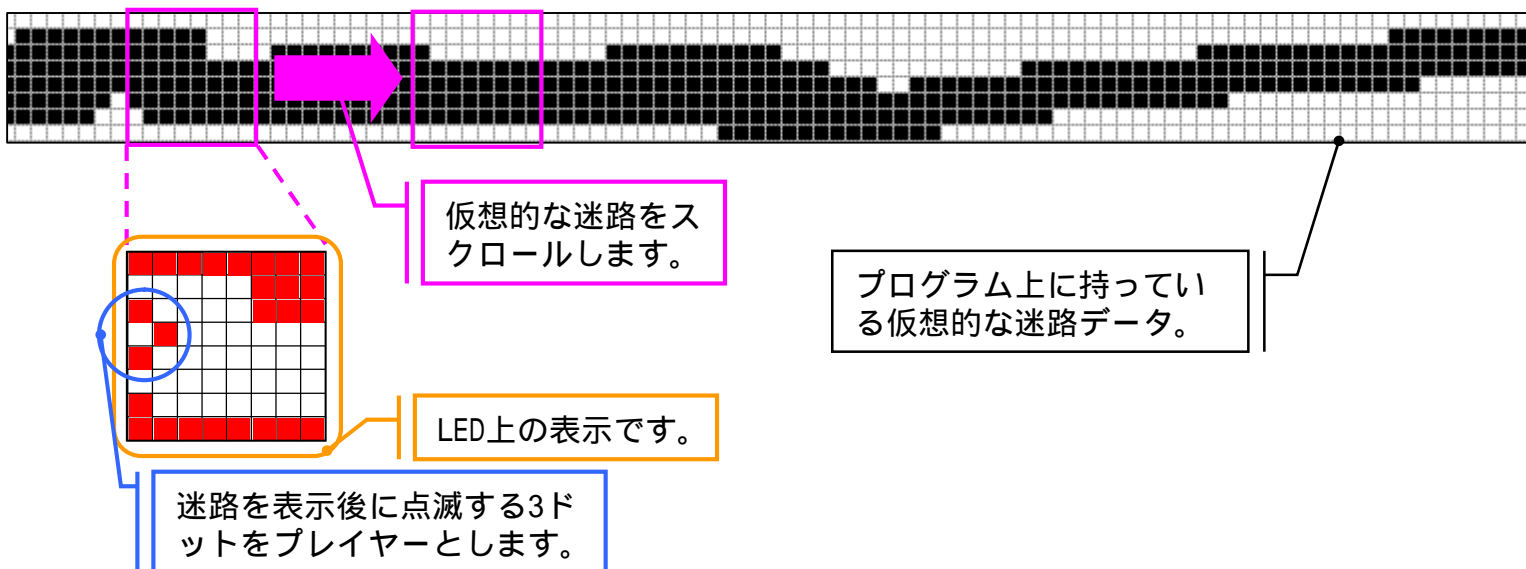 仮想的な迷路をス
クロールします。
プログラム上に持ってい
る仮想的な迷路データ。
LED上の表示です。
迷路を表示後に点滅する3ド
ットをプレイヤーとします。